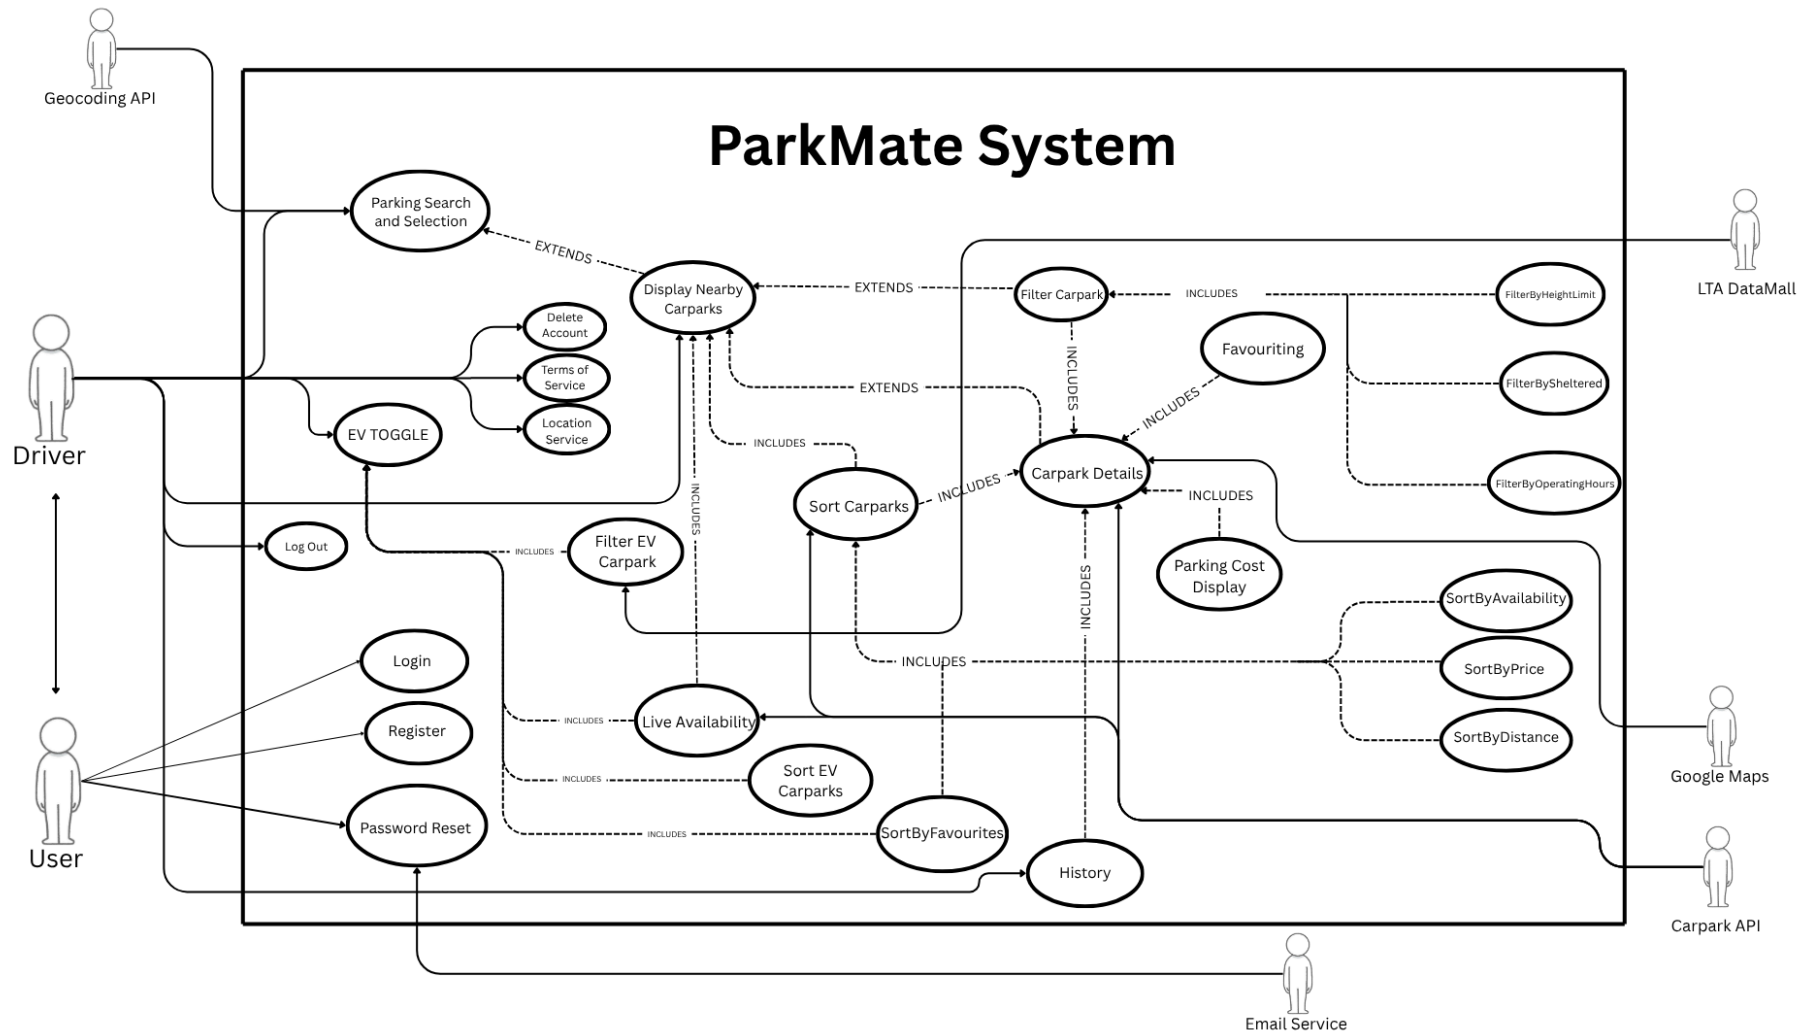 Geocoding API
ParkMate System
Parking Search
and Selection
EXTENDS
Display Nearby
Carparks
EXTENDS
Filter Carpark
INCLUDES
FilterByHeightLimit
LTA DataMall
Delete
Account
Terms of
Service
Location
Service
Favouriting
INCLUDES
INCLUDES
FilterBySheltered
EXTENDS
Driver
EV TOGGLE
INCLUDES
Carpark Details
FilterByOperatingHours
INCLUDES
INCLUDES
INCLUDES
Sort Carparks
Log Out
INCLUDES
Filter EV
Carpark
Parking Cost
Display
INCLUDES
SortByAvailability
Login
INCLUDES
SortByPrice
Register
INCLUDES
Live Availability
SortByDistance
Google Maps
INCLUDES
Sort EV
Carparks
Password Reset
INCLUDES
SortByFavourites
User
History
Carpark API
Email Service